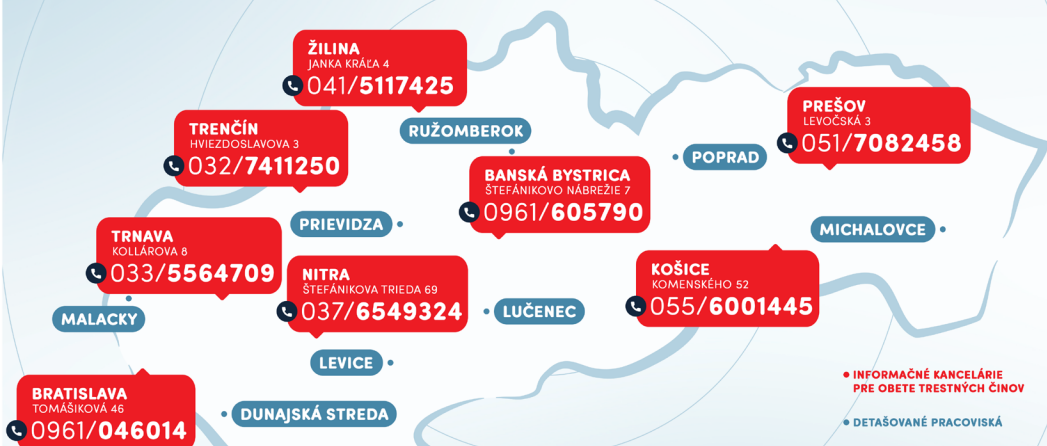 ŽILINA
JANKA KRÁĽA 4
041/5117425
TRENČÍN
HVIEZDOSLAVOVA 3
032/7411250
RUŽOMBEROK
PREŠOV
LEVOČSKÁ 3
051/7082458
POPRAD
BANSKÁ BYSTRICA
ŠTEFÁNIKOVO NÁBREŽIE 7
0961/605790
PRIEVIDZA
MICHALOVCE
TRNAVA
KOLLÁROVA 8
033/5564709
NITRA
ŠTEFÁNIKOVA TRIEDA 69
037/6549324
KOŠICE
KOMENSKÉHO 52
055/6001445
MALACKY
LUČENEC
LEVICE
BRATISLAVA
TOMÁŠIKOVÁ 46
0961/046014
DUNAJSKÁ STREDA
INFORMAČNÉ KANCELÁRIE
PRE OBETE TRESTNÝCH ČINOV
DETAŠOVANÉ PRACOVISKÁ